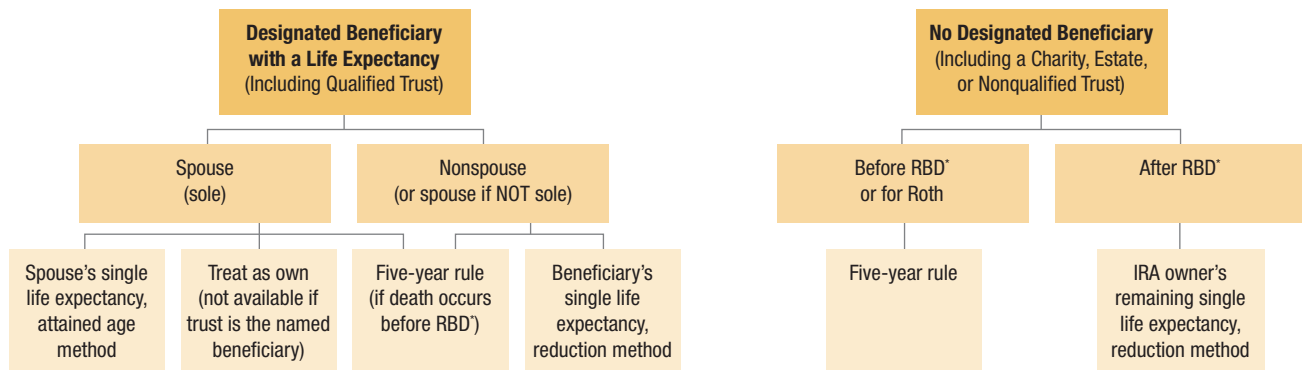 Designated Beneficiary
with a Life Expectancy
(Including Qualified Trust)
No Designated Beneficiary
(Including a Charity, Estate,
or Nonqualified Trust)
Spouse
(sole)
Nonspouse
(or spouse if NOT sole)
Before RBD*
or for Roth
After RBD*
Spouse's single
life expectancy,
attained age
method
Treat as own
(not available if
trust is the named
beneficiary)
Five-year rule
(if death occurs
before RBD*)
Beneficiary's
single life
expectancy,
reduction method
Five-year rule
IRA owner's
remaining single
life expectancy,
reduction method